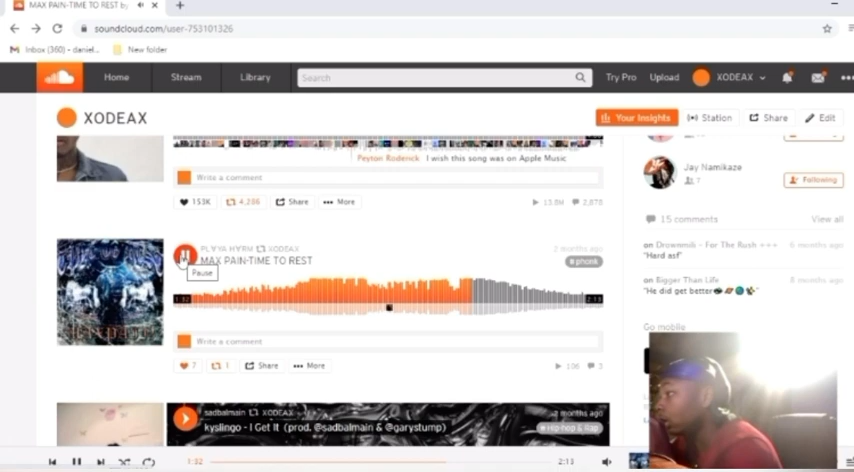 MAX PAIN-TIME TO REST by
soundcloud.com/user-753101326
Inbox (360) - daniel... New folder
Home Stream Library Search Try Pro Upload XODEAX
XODEAX Your Insights Station Share Edit
Peyton Roderick I wish this song was on Apple Music
Jay Namikaze
7 Following
Write a comment
153K 4,286 Share More 13.8M 2,878
15 comments View all
XODEAX 2 months ago
MAX PAIN-TIME TO REST # phonk
Pause
1:32 2:13
on Drownmili - For The Rush 6 months ago
"Hard asf"
on Bigger Than Life 8 months ago
"He did get better
Go mobile
Write a comment
7 1 Share More 106 3
sadbalmain XODEAX 2 months ago
kyslingo - I Get It (prod. @sadbalmain & @garystump) # Hip-hop & Rap
1:32 2:13